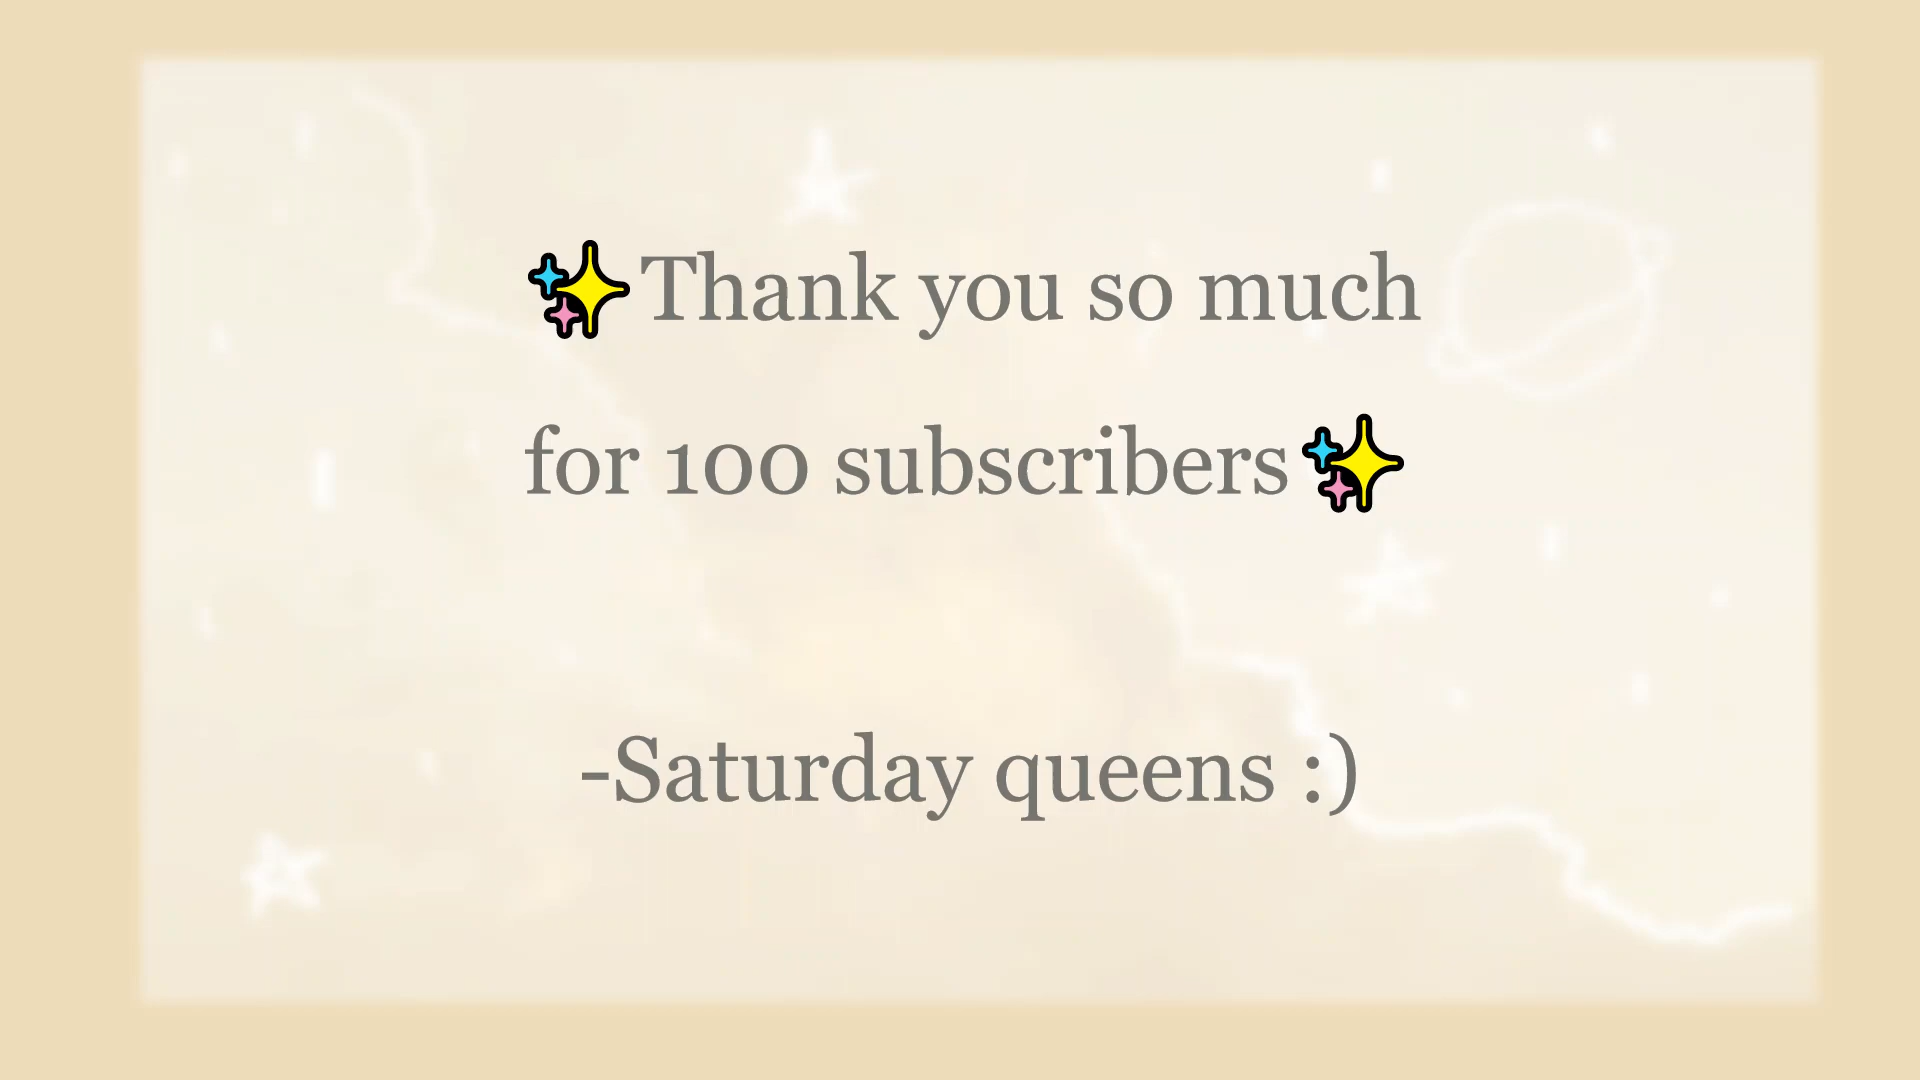 ✨Thank you so much
for 100 subscribers✨
-Saturday queens :)